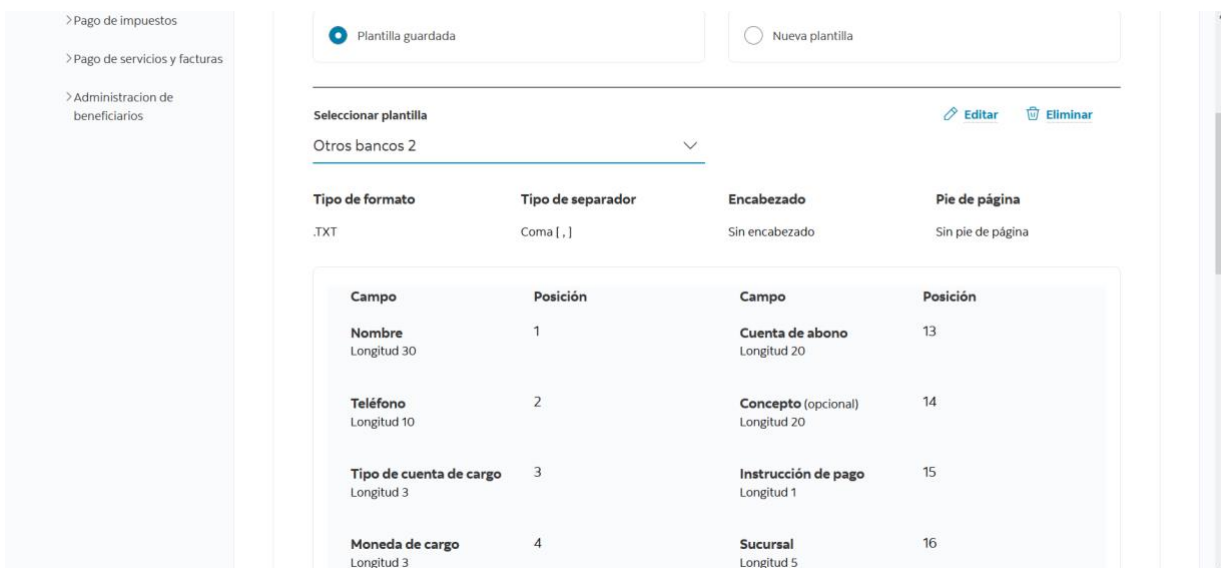 >Pago de impuestos
>Pago de servicios y facturas
>Administracion de
beneficiarios
Plantilla guardada
Nueva plantilla
Seleccionar plantilla
Editar
Eliminar
Otros bancos 2
Tipo de formato Tipo de separador Encabezado Pie de página
.TXT Coma [ , ] Sin encabezado Sin pie de página
Campo Posición Campo Posición
Nombre 1 Cuenta de abono 13
Longitud 30 Longitud 20
Teléfono 2 Concepto (opcional) 14
Longitud 10 Longitud 20
Tipo de cuenta de cargo 3 Instrucción de pago 15
Longitud 3 Longitud 1
Moneda de cargo 4 Sucursal 16
Longitud 3 Longitud 5